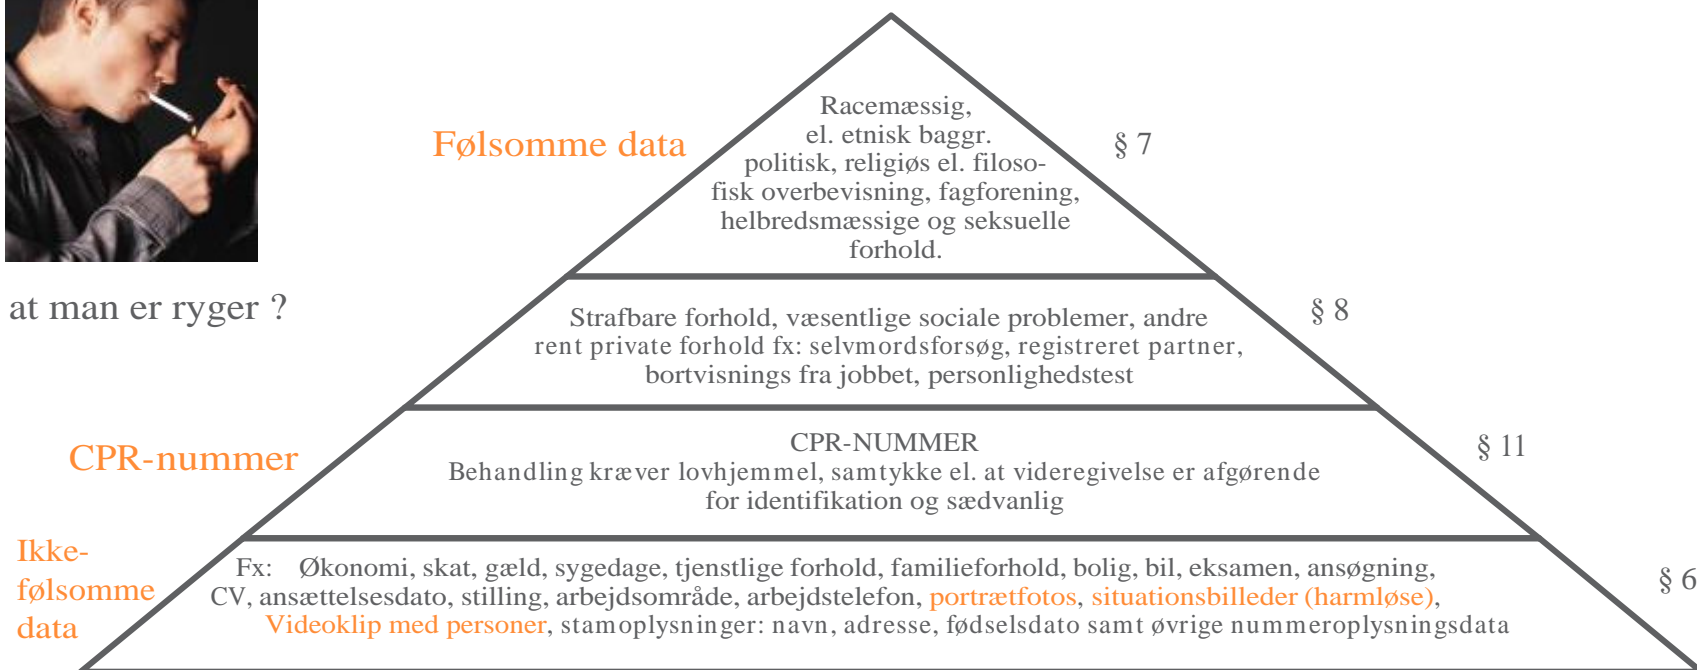 Følsomme data
Racemæssig,
el. etnisk baggr.
politisk, religiøs el. filoso-
fisk overbevisning, fagforening,
helbredsmæssige og seksuelle
forhold.
§ 7
at man er ryger ?
Strafbare forhold, væsentlige sociale problemer, andre
rent private forhold fx: selvmordsforsøg, registreret partner,
bortvisnings fra jobbet, personlighedstest
§ 8
CPR-nummer
CPR-NUMMER
Behandling kræver lovhjemmel, samtykke el. at videregivelse er afgørende
for identifikation og sædvanlig
§ 11
Ikke-
følsomme
data
Fx: Økonomi, skat, gæld, sygedage, tjenstlige forhold, familieforhold, bolig, bil, eksamen, ansøgning,
CV, ansættelsesdato, stilling, arbejdsområde, arbejdstelefon, portrætfotos, situationsbilleder (harmløse),
Videoklip med personer, stamoplysninger: navn, adresse, fødselsdato samt øvrige nummeroplysningsdata
§ 6